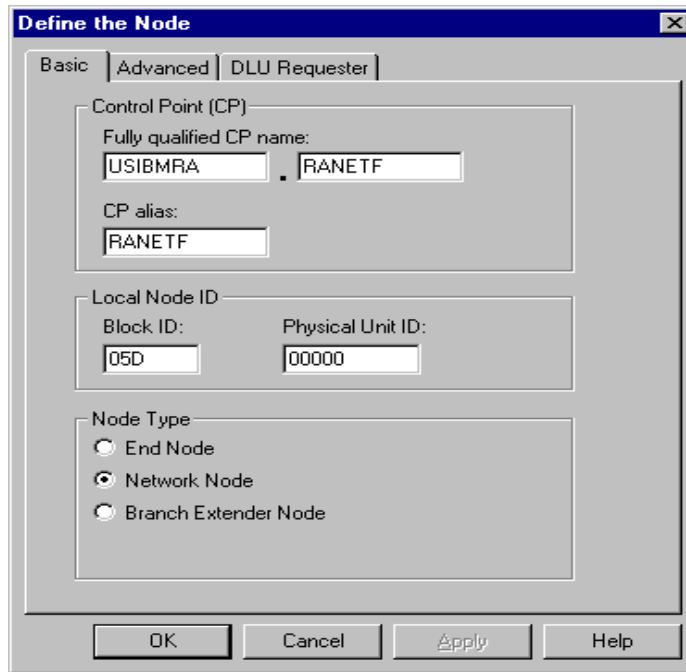 Define the Node
Basic Advanced DLU Requester
Control Point (CP)
Fully qualified CP name:
USIBMRA . RANETF
CP alias:
RANETF
Local Node ID
Block ID: Physical Unit ID:
05D 00000
Node Type
End Node
Network Node
Branch Extender Node
OK Cancel Apply Help